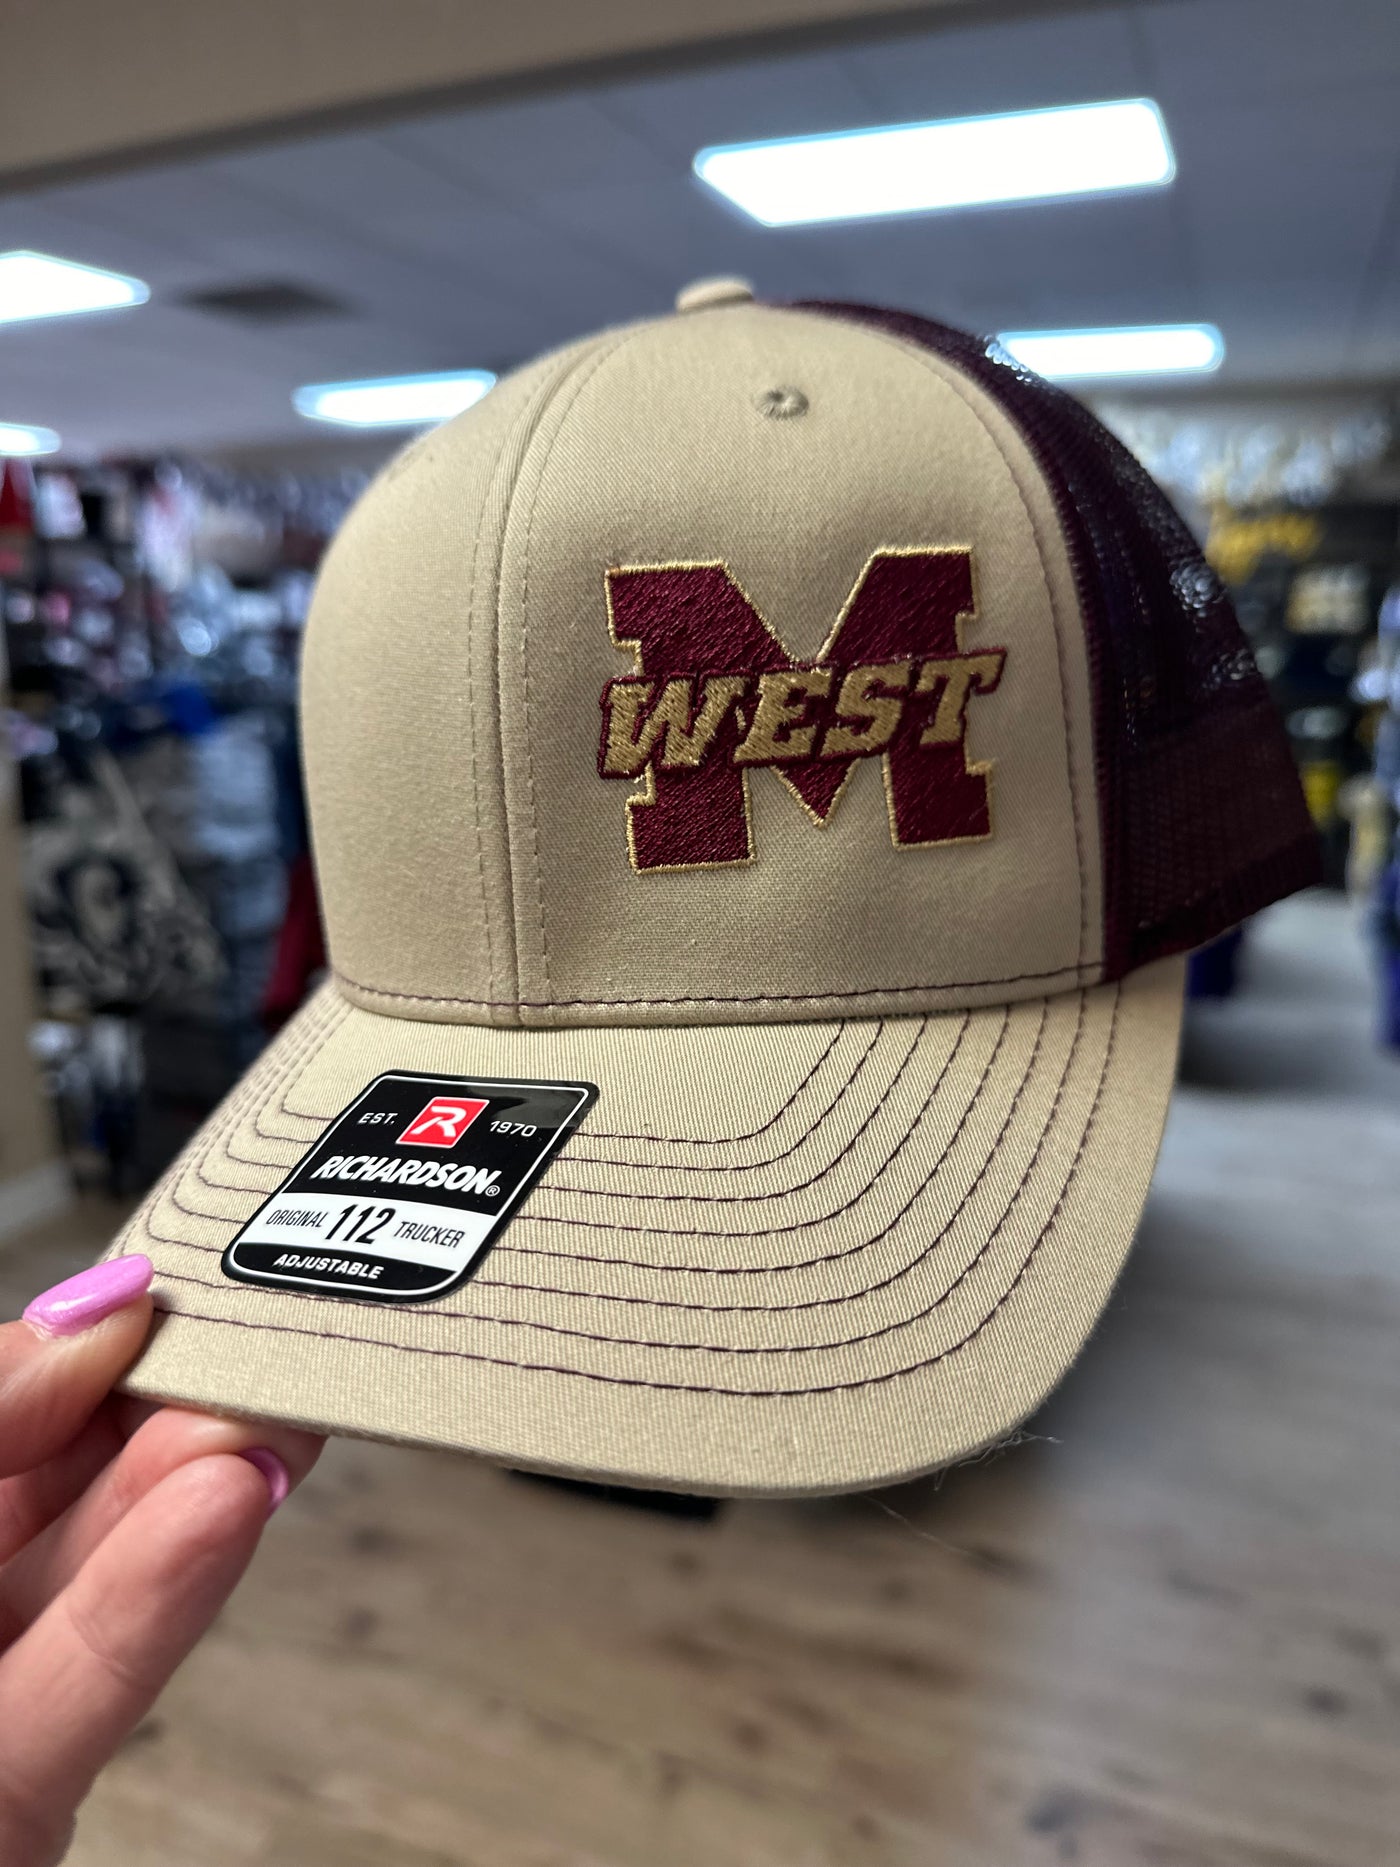 M
WEST
EST. R 1970
RICHARDSON®
ORIGINAL 112 TRUCKER
ADJUSTABLE